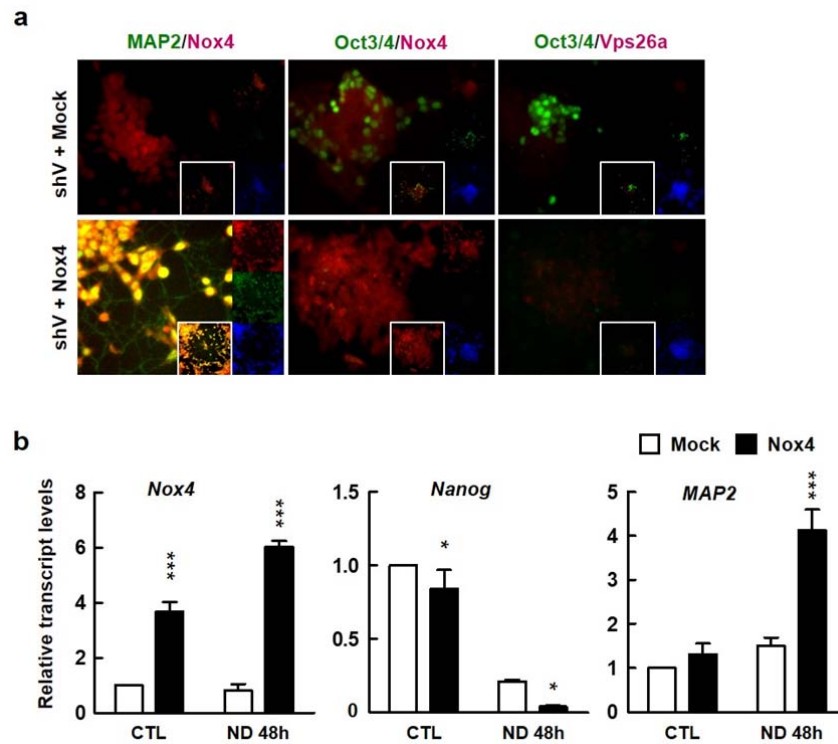 a
MAP2/Nox4
Oct3/4/Nox4
Oct3/4/Vps26a
shV + Mock
shV + Nox4
b
Mock
Nox4
Relative transcript levels
Nox4
8
6
4
2
0
***
***
CTL
ND 48h
Nanog
1.5
1.0
0.5
0
*
*
CTL
ND 48h
MAP2
5
4
3
2
1
0
***
CTL
ND 48h